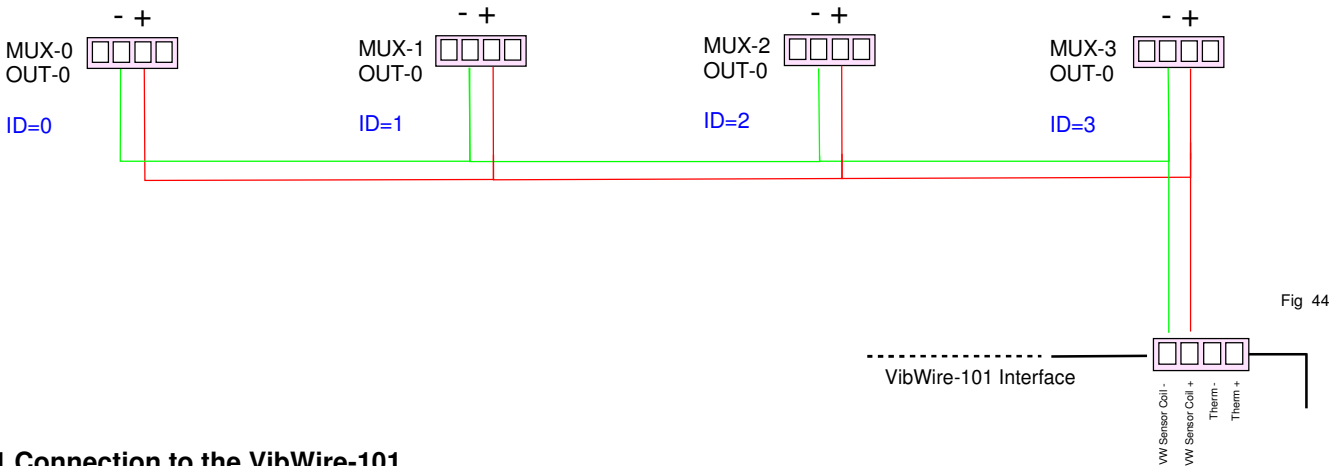 - +
- +
- +
- +
MUX-0
OUT-0
MUX-1
OUT-0
MUX-2
OUT-0
MUX-3
OUT-0
ID=0
ID=1
ID=2
ID=3
Fig 44
VibWire-101 Interface
VW Sensor Coil -
VW Sensor Coil +
Therm -
Therm +
Connection to the VibWire-101